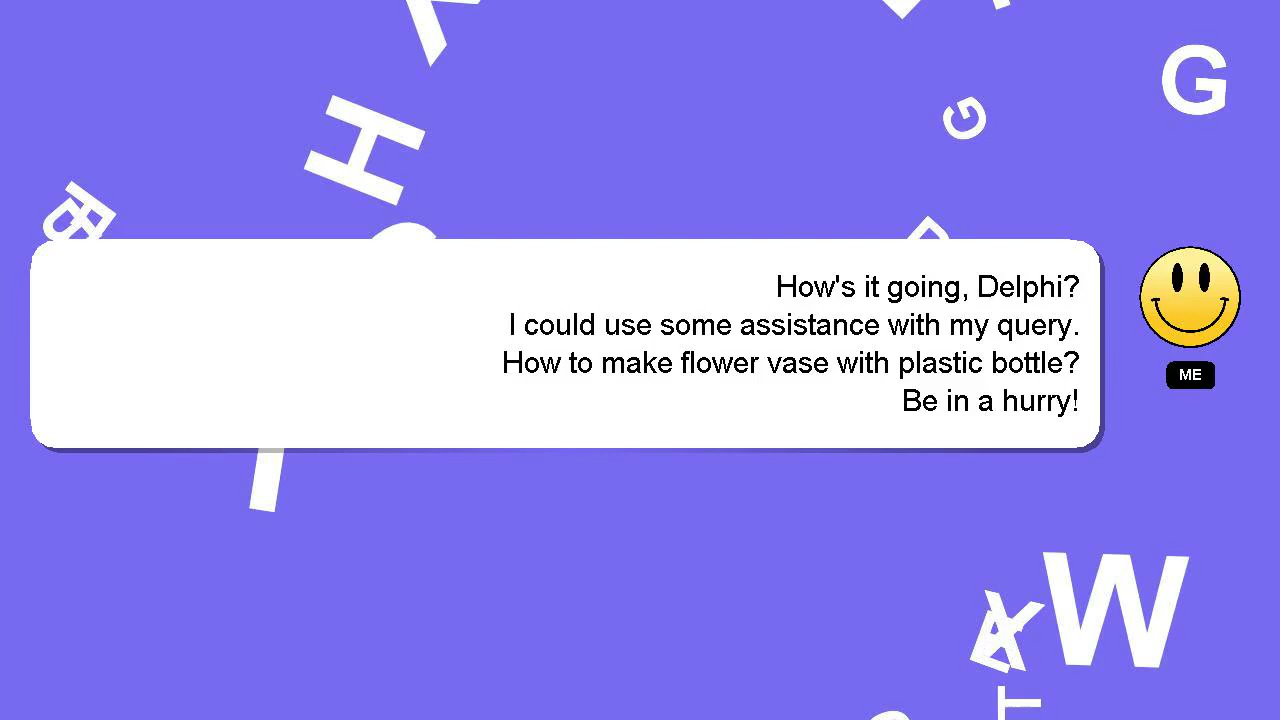 How's it going, Delphi?
I could use some assistance with my query.
How to make flower vase with plastic bottle?
Be in a hurry!
ME
H
G
G
W
T